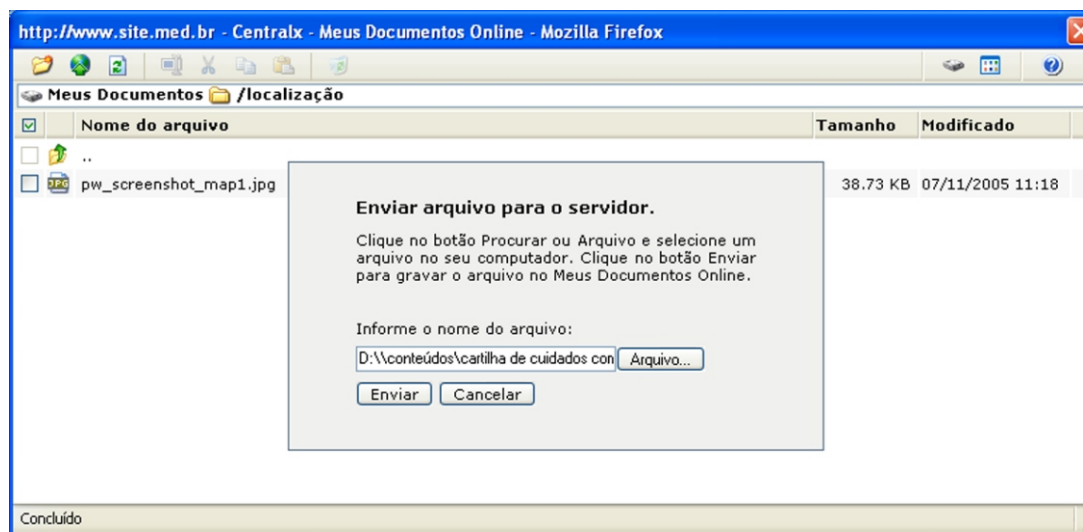 http://www.site.med.br - Centralx - Meus Documentos Online - Mozilla Firefox
Meus Documentos /localização
Nome do arquivo Tamanho Modificado
..
JPG pw_screenshot_map1.jpg 38.73 KB 07/11/2005 11:18
Enviar arquivo para o servidor.
Clique no botão Procurar ou Arquivo e selecione um
arquivo no seu computador. Clique no botão Enviar
para gravar o arquivo no Meus Documentos Online.
Informe o nome do arquivo:
D:\\conteúdos\cartilha de cuidados con Arquivo...
Enviar Cancelar
Concluído